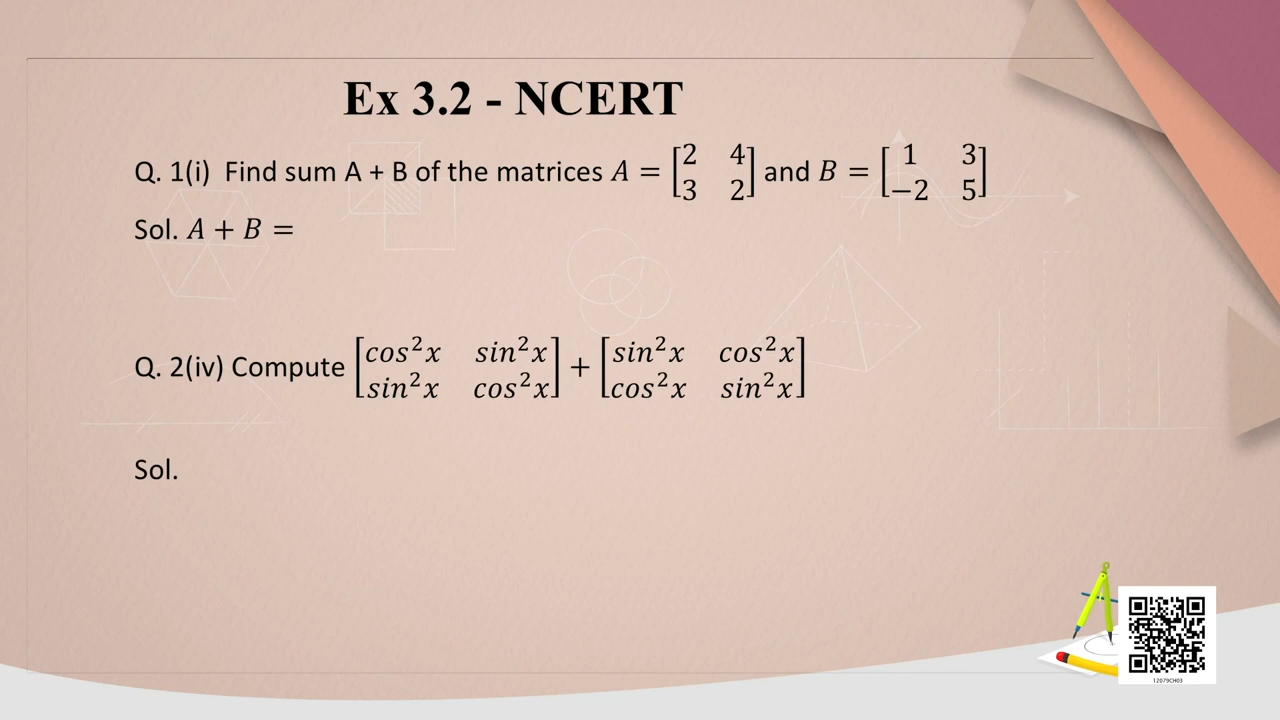 Ex 3.2 - NCERT
Q. 1(i) Find sum A + B of the matrices A = [2 4; 3 2] and B = [1 3; −2 5]
Sol. A + B =
Q. 2(iv) Compute [cos²x sin²x; sin²x cos²x] + [sin²x cos²x; cos²x sin²x]
Sol.
12079CH03